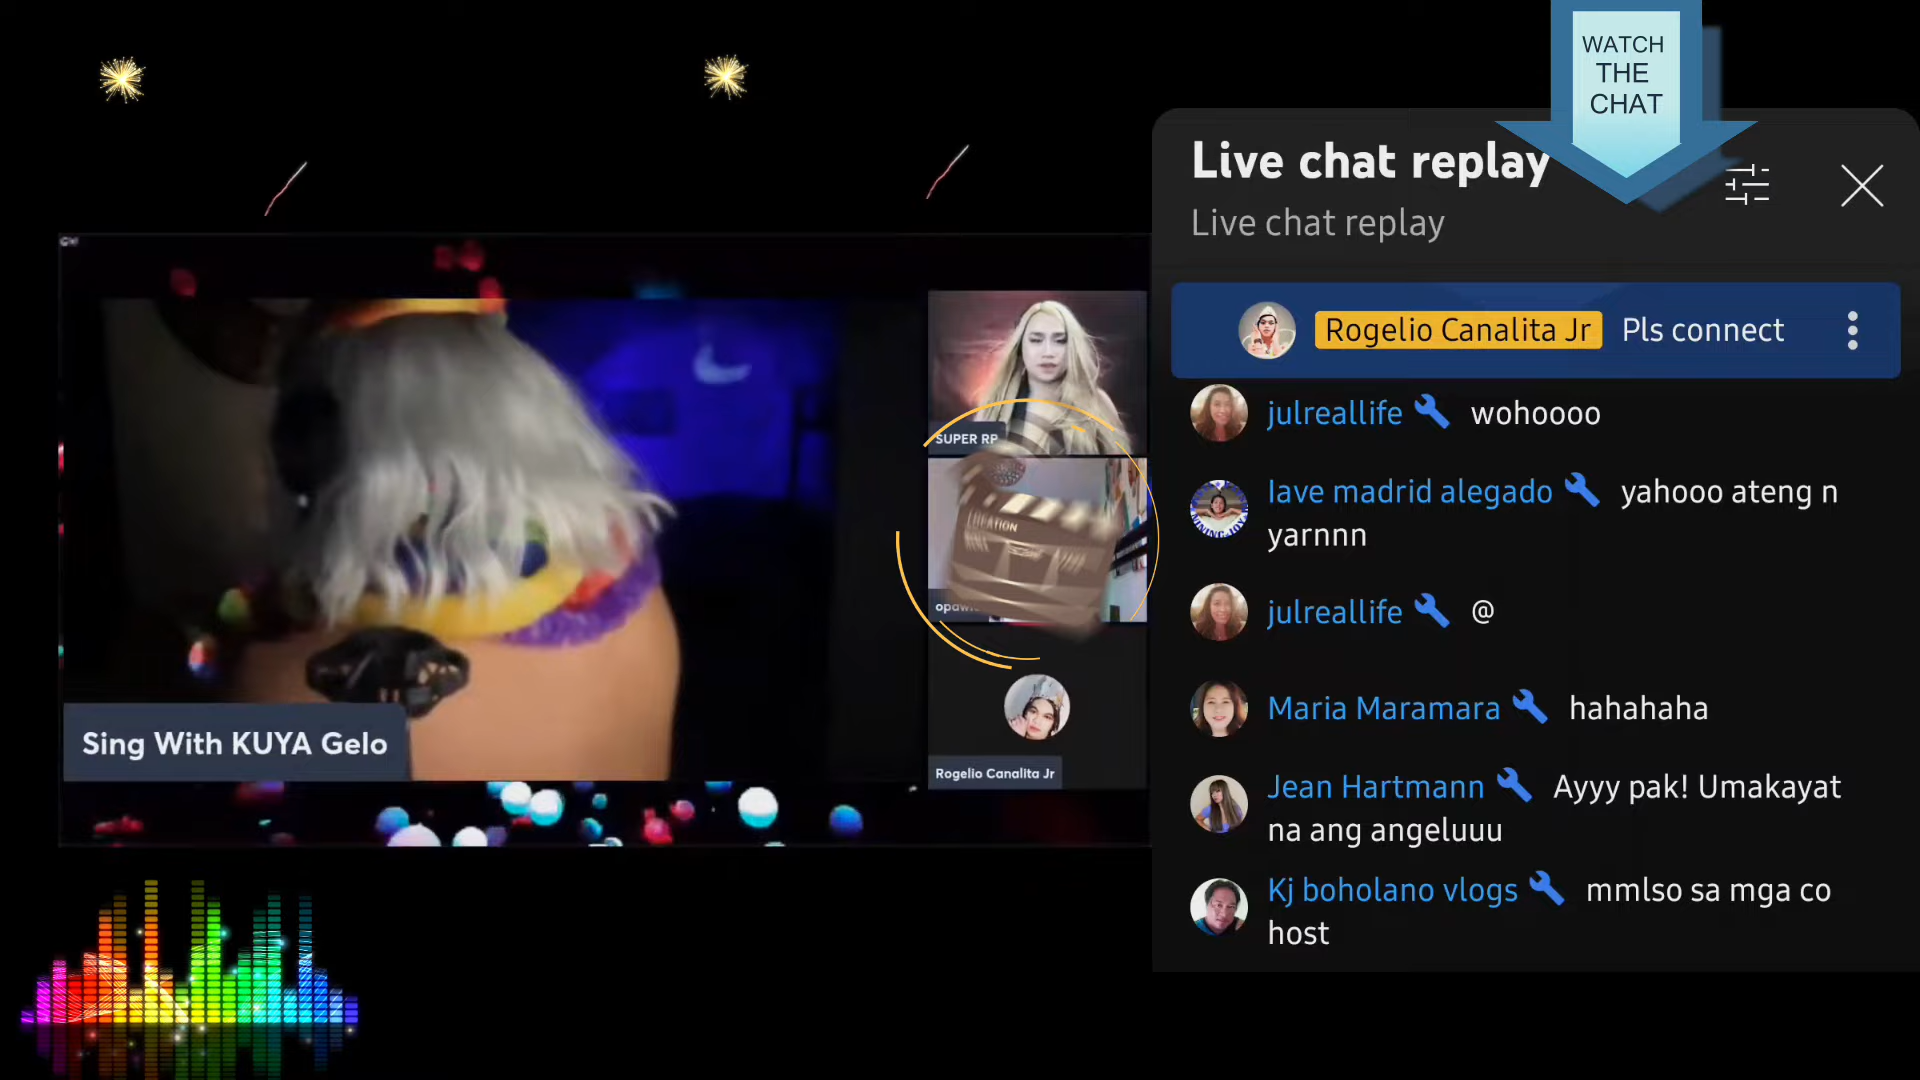 WATCH
THE
CHAT
Live chat replay
Live chat replay
Rogelio Canalita Jr Pls connect
julreallife wohoooo
lave madrid alegado yahooo ateng n
yarnnn
julreallife @
Maria Maramara hahahaha
Jean Hartmann Ayyy pak! Umakayat
na ang angeluuu
Kj boholano vlogs mmlso sa mga co
host
SUPER RP
Sing With KUYA Gelo
Rogelio Canalita Jr